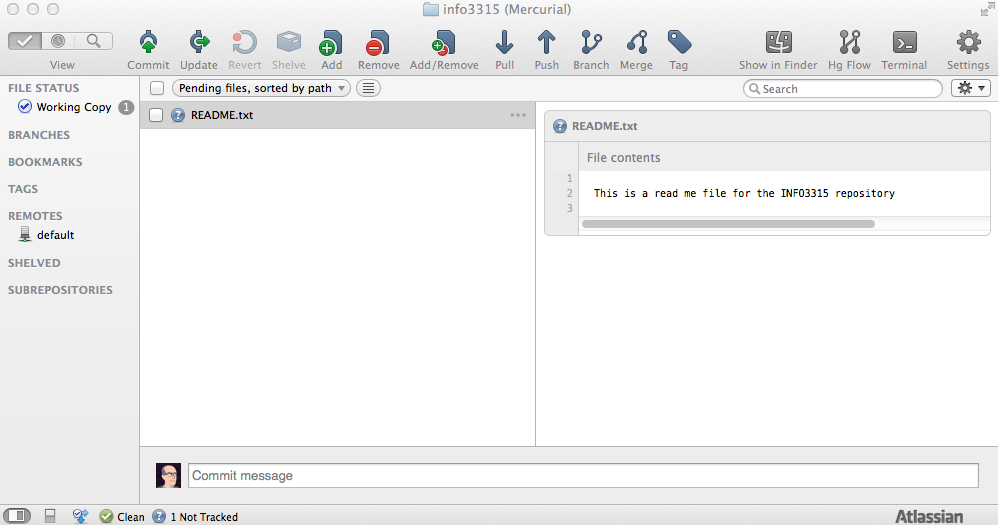 info3315 (Mercurial)
View Commit Update Revert Shelve Add Remove Add/Remove Pull Push Branch Merge Tag Show in Finder Hg Flow Terminal Settings
FILE STATUS
Working Copy 1
BRANCHES
BOOKMARKS
TAGS
REMOTES
default
SHELVED
SUBREPOSITORIES
Pending files, sorted by path
Search
README.txt
README.txt
File contents
1
2 This is a read me file for the INFO3315 repository
3
Commit message
Clean 1 Not Tracked
Atlassian